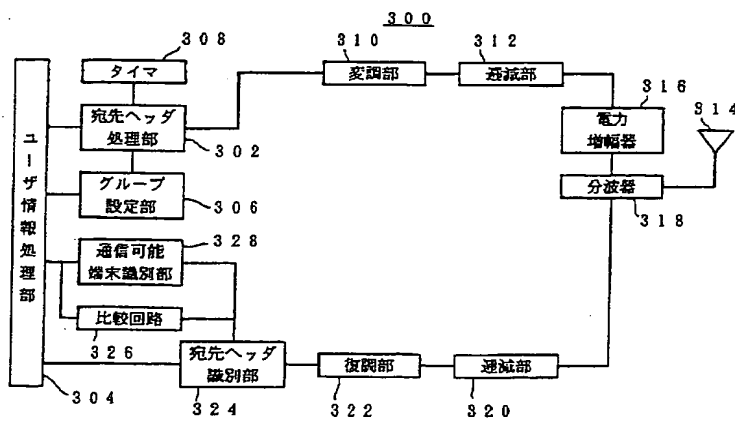 300
308
タイマ
310
変調部
312
逓減部
316
電力
増幅器
314
宛先ヘッダ
処理部
302
分波器
318
グループ
設定部
306
ユーザ情報処理部
328
通信可能
端末識別部
比較回路
326
宛先ヘッダ
識別部
復調部
逓減部
304
324
322
320